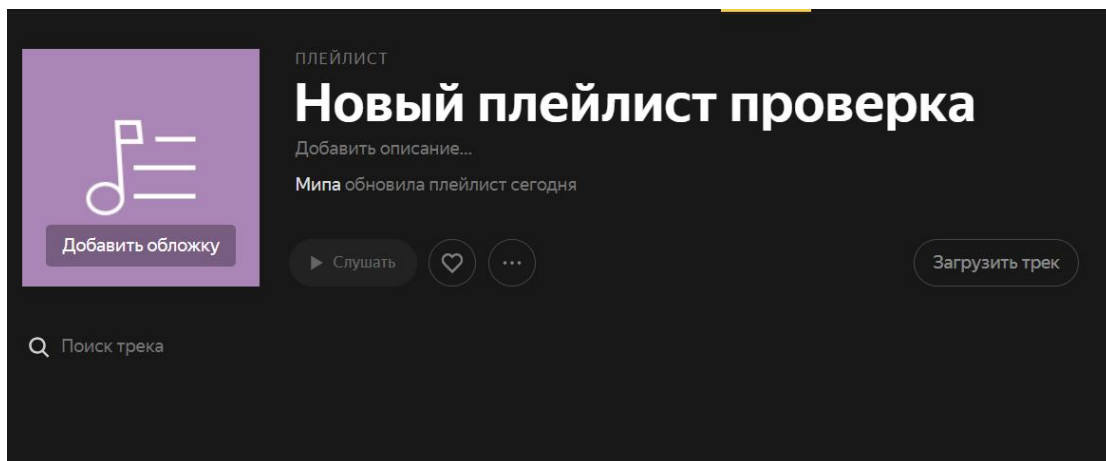 ПЛЕЙЛИСТ
Новый плейлист проверка
Добавить описание...
Мипа обновила плейлист сегодня
Добавить обложку
Слушать
Загрузить трек
Поиск трека